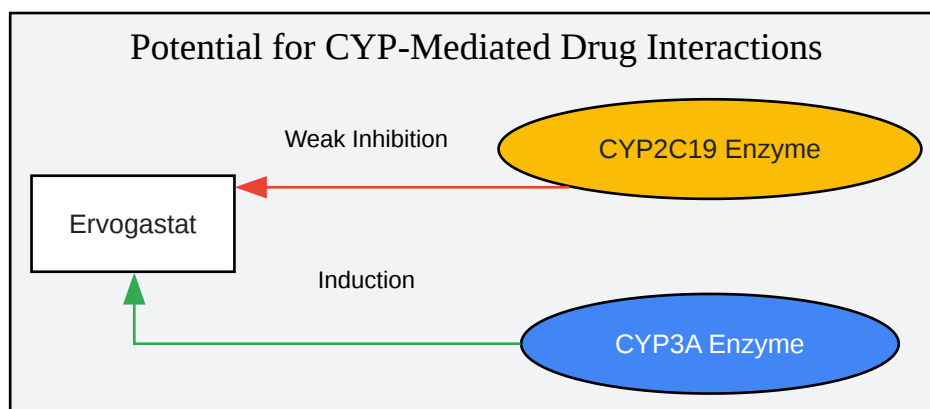 Potential for CYP-Mediated Drug Interactions
Weak Inhibition
CYP2C19 Enzyme
Ervogastat
Induction
CYP3A Enzyme